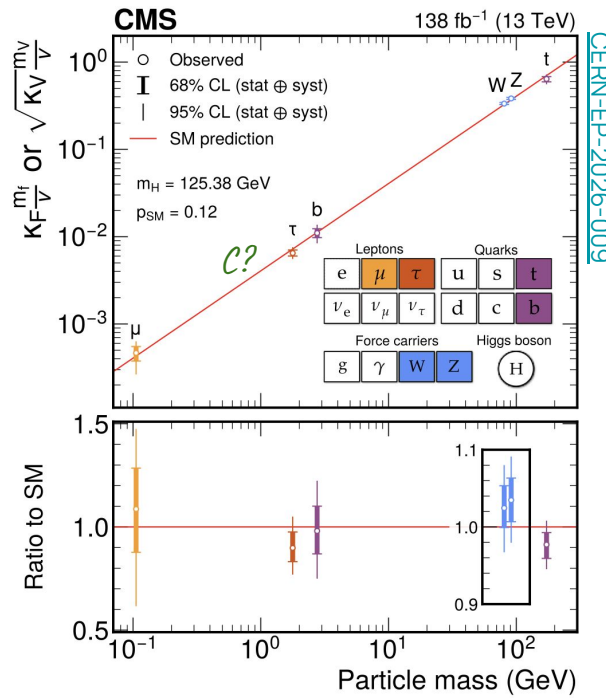 CMS 138 fb⁻¹ (13 TeV)
κ_F m_f/ν or √κ_V m_V/ν
10⁰
10⁻¹
10⁻²
10⁻³
Observed
68% CL (stat ⊕ syst)
95% CL (stat ⊕ syst)
SM prediction
m_H = 125.38 GeV
p_SM = 0.12
μ
C?
τ
b
W Z
t
Leptons Quarks
e μ τ u s t
ν_e ν_μ ν_τ d c b
Force carriers Higgs boson
g γ W Z H
Ratio to SM
1.5
1.0
0.5
1.1
1.0
0.9
10⁻¹ 1 10⁰ 10¹ 10²
Particle mass (GeV)
CERN-EP-2026-009